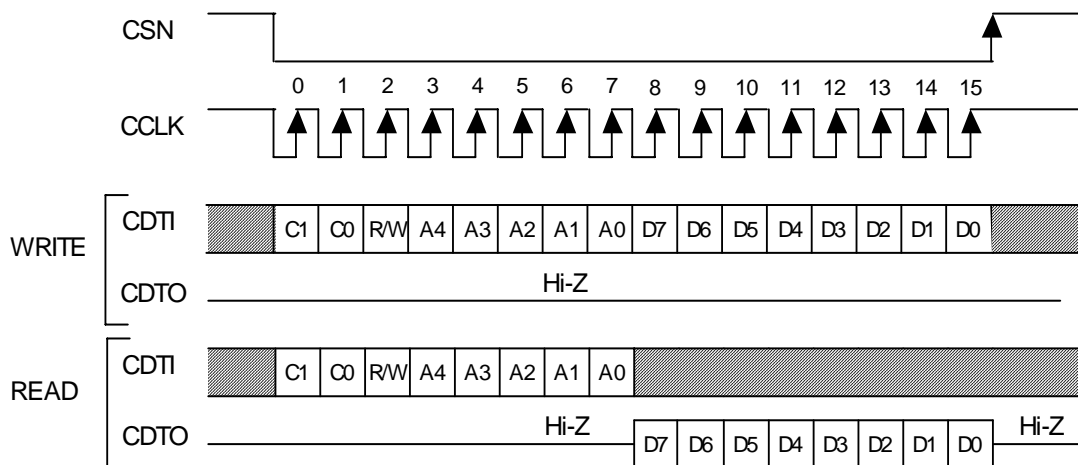 CSN
0 1 2 3 4 5 6 7 8 9 10 11 12 13 14 15
CCLK
WRITE
CDTI C1 C0 R/W A4 A3 A2 A1 A0 D7 D6 D5 D4 D3 D2 D1 D0
Hi-Z
CDTO
READ
CDTI C1 C0 R/W A4 A3 A2 A1 A0
CDTO Hi-Z D7 D6 D5 D4 D3 D2 D1 D0 Hi-Z